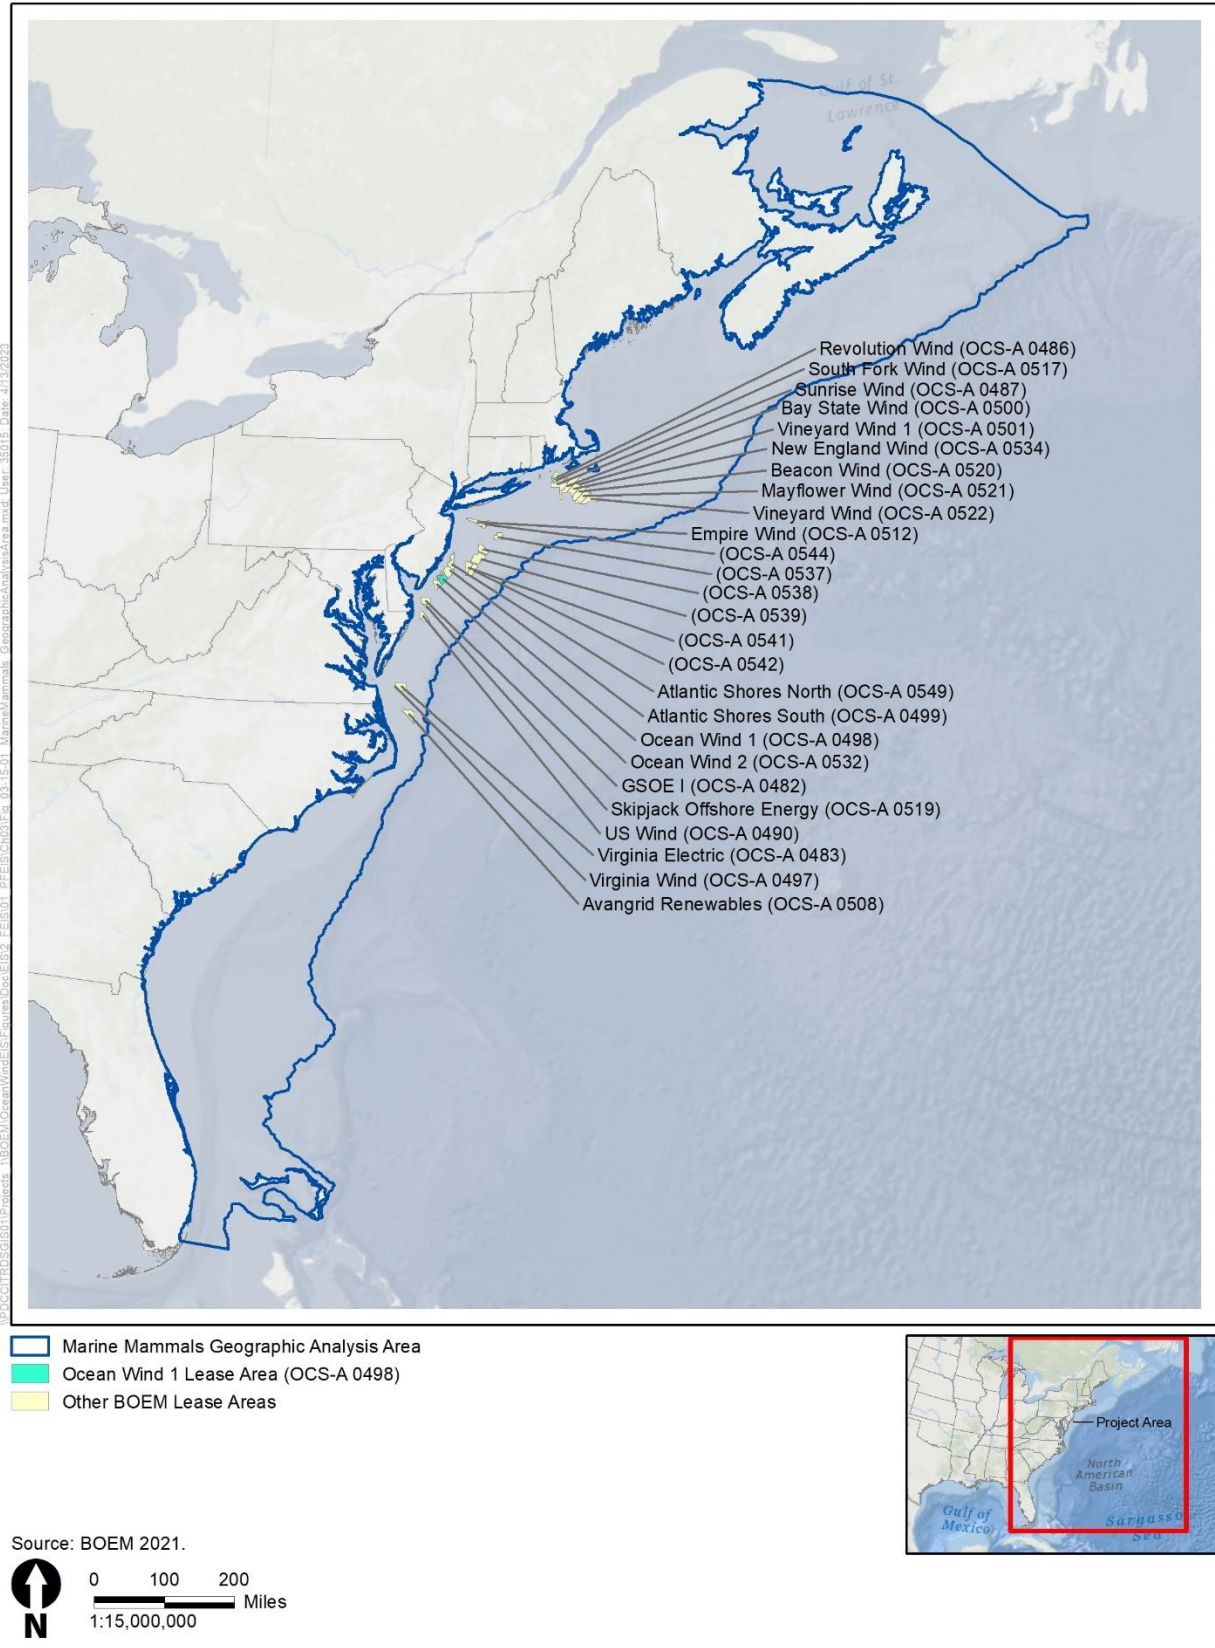 Gulf of St.
Lawrence
Revolution Wind (OCS-A 0486)
South Fork Wind (OCS-A 0517)
Sunrise Wind (OCS-A 0487)
Bay State Wind (OCS-A 0500)
Vineyard Wind 1 (OCS-A 0501)
New England Wind (OCS-A 0534)
Beacon Wind (OCS-A 0520)
Mayflower Wind (OCS-A 0521)
Vineyard Wind (OCS-A 0522)
Empire Wind (OCS-A 0512)
(OCS-A 0544)
(OCS-A 0537)
(OCS-A 0538)
(OCS-A 0539)
(OCS-A 0541)
(OCS-A 0542)
Atlantic Shores North (OCS-A 0549)
Atlantic Shores South (OCS-A 0499)
Ocean Wind 1 (OCS-A 0498)
Ocean Wind 2 (OCS-A 0532)
GSOE I (OCS-A 0482)
Skipjack Offshore Energy (OCS-A 0519)
US Wind (OCS-A 0490)
Virginia Electric (OCS-A 0483)
Virginia Wind (OCS-A 0497)
Avangrid Renewables (OCS-A 0508)
Marine Mammals Geographic Analysis Area
Ocean Wind 1 Lease Area (OCS-A 0498)
Other BOEM Lease Areas
Project Area
North
American
Basin
Gulf of
Mexico
Sargasso
Sea
Source: BOEM 2021.
0 100 200
Miles
1:15,000,000
N